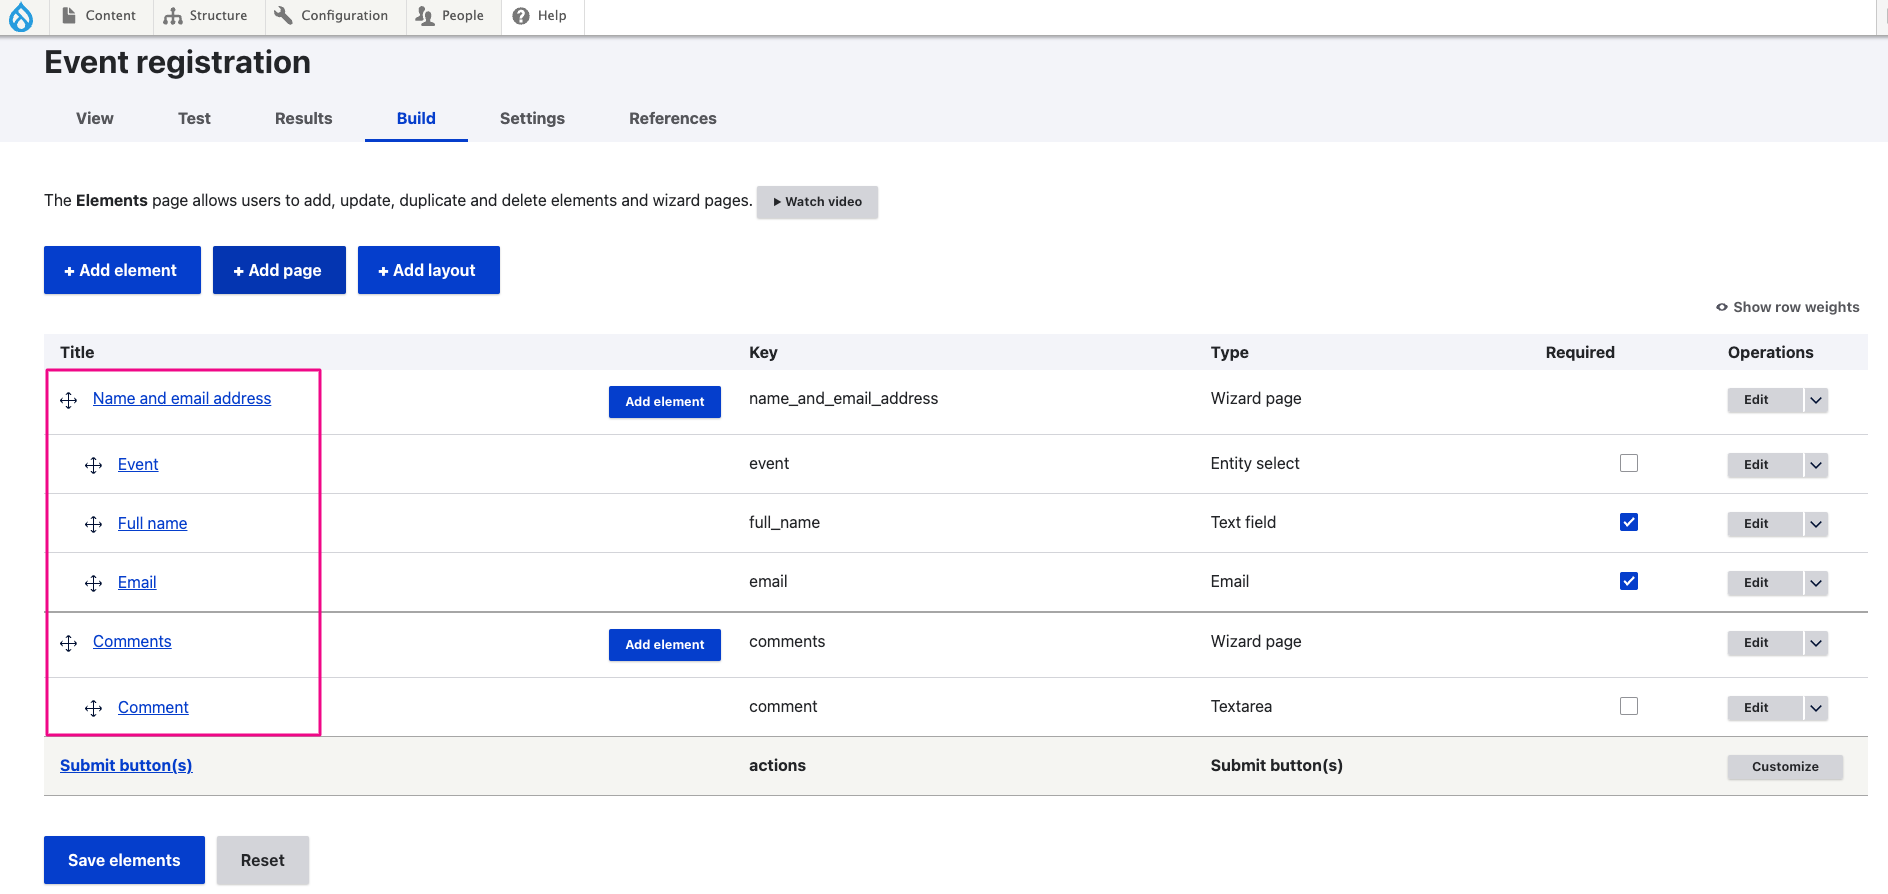 Content Structure Configuration People Help
Event registration
View Test Results Build Settings References
The Elements page allows users to add, update, duplicate and delete elements and wizard pages. Watch video
+ Add element + Add page + Add layout
Show row weights
Title Key Type Required Operations
Name and email address Add element name_and_email_address Wizard page Edit
Event event Entity select Edit
Full name full_name Text field Edit
Email email Email Edit
Comments Add element comments Wizard page Edit
Comment comment Textarea Edit
Submit button(s) actions Submit button(s) Customize
Save elements Reset